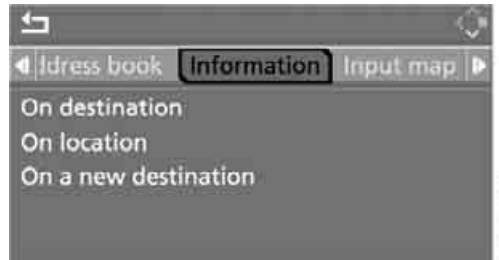 ldress book Information Input map
On destination
On location
On a new destination